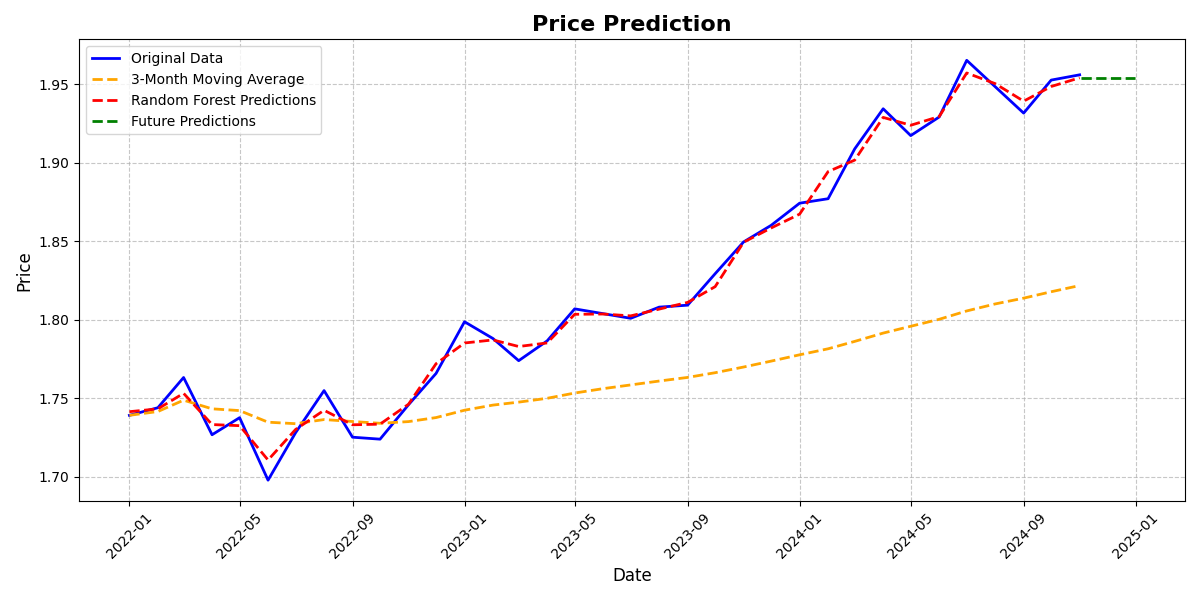 Price Prediction
Original Data
3-Month Moving Average
Random Forest Predictions
Future Predictions
Price
1.95
1.90
1.85
1.80
1.75
1.70
2022-01
2022-05
2022-09
2023-01
2023-05
2023-09
2024-01
2024-05
2024-09
2025-01
Date